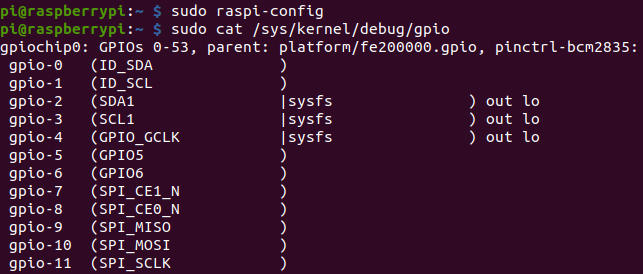 pi@raspberrypi:~ $ sudo raspi-config
pi@raspberrypi:~ $ sudo cat /sys/kernel/debug/gpio
gpiochip0: GPIOs 0-53, parent: platform/fe200000.gpio, pinctrl-bcm2835:
 gpio-0   (ID_SDA              )
 gpio-1   (ID_SCL              )
 gpio-2   (SDA1                |sysfs               ) out lo
 gpio-3   (SCL1                |sysfs               ) out lo
 gpio-4   (GPIO_GCLK           |sysfs               ) out lo
 gpio-5   (GPIO5               )
 gpio-6   (GPIO6               )
 gpio-7   (SPI_CE1_N           )
 gpio-8   (SPI_CE0_N           )
 gpio-9   (SPI_MISO            )
 gpio-10  (SPI_MOSI            )
 gpio-11  (SPI_SCLK            )